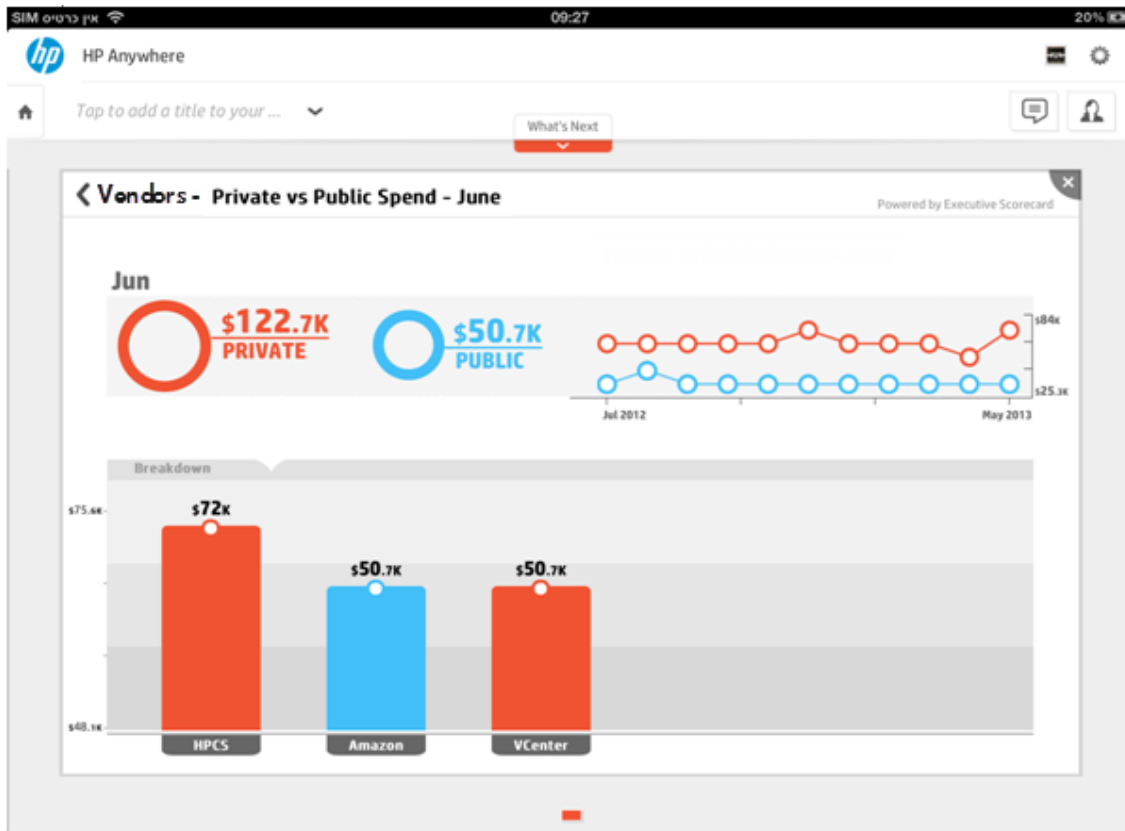 SIM אין כרטיס
09:27
20%
hp
HP Anywhere
Tap to add a title to your ...
What's Next
Vendors - Private vs Public Spend - June
Powered by Executive Scorecard
Jun
$122.7K
PRIVATE
$50.7K
PUBLIC
$84K
$25.3K
Jul 2012
May 2013
Breakdown
$75.6K
$72K
$50.7K
$50.7K
$48.1K
HPCS
Amazon
VCenter